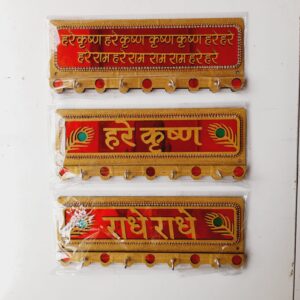 हरे कृष्ण हरे कृष्ण कृष्ण कृष्ण हरे हरे
हरे राम हरे राम राम राम हरे हरे
हरे कृष्ण
राधे राधे